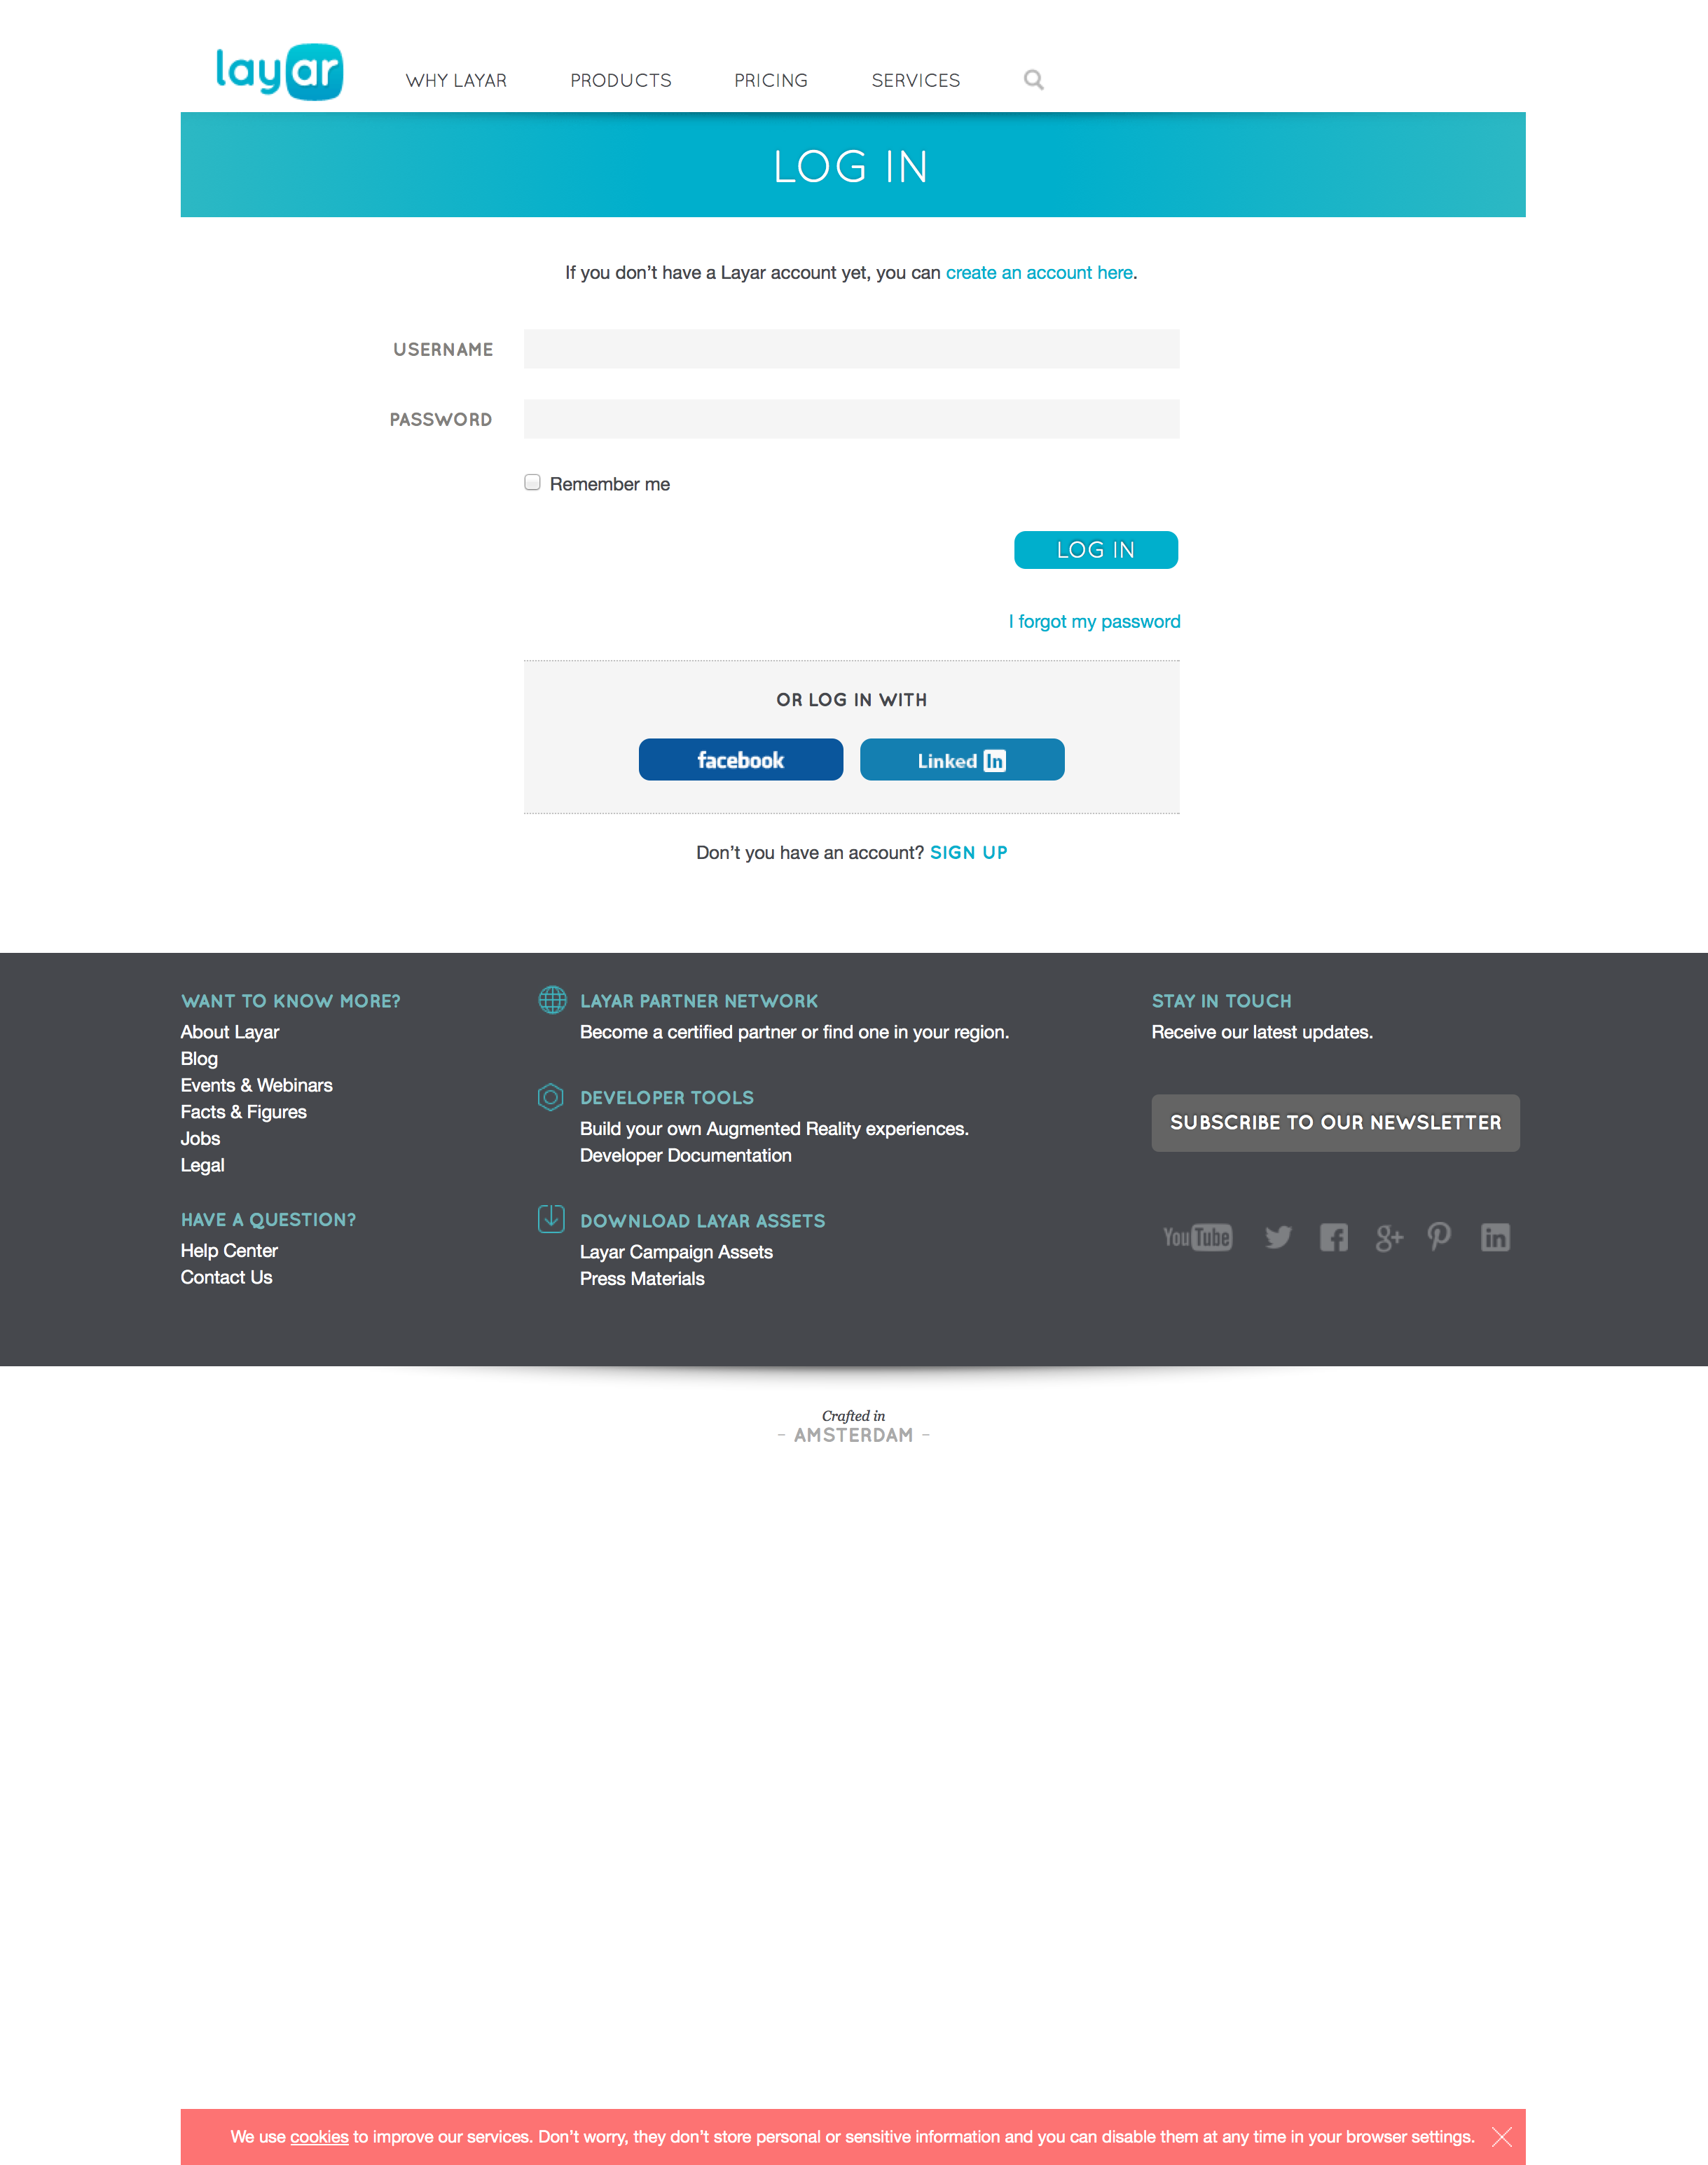 layar
WHY LAYAR
PRODUCTS
PRICING
SERVICES
LOG IN
If you don’t have a Layar account yet, you can create an account here.
USERNAME
PASSWORD
Remember me
LOG IN
I forgot my password
OR LOG IN WITH
facebook
Linked In
Don’t you have an account? SIGN UP
WANT TO KNOW MORE?
About Layar
Blog
Events & Webinars
Facts & Figures
Jobs
Legal
HAVE A QUESTION?
Help Center
Contact Us
LAYAR PARTNER NETWORK
Become a certified partner or find one in your region.
DEVELOPER TOOLS
Build your own Augmented Reality experiences.
Developer Documentation
DOWNLOAD LAYAR ASSETS
Layar Campaign Assets
Press Materials
STAY IN TOUCH
Receive our latest updates.
SUBSCRIBE TO OUR NEWSLETTER
YouTube
g+
in
Crafted in
- AMSTERDAM -
We use cookies to improve our services. Don’t worry, they don’t store personal or sensitive information and you can disable them at any time in your browser settings.